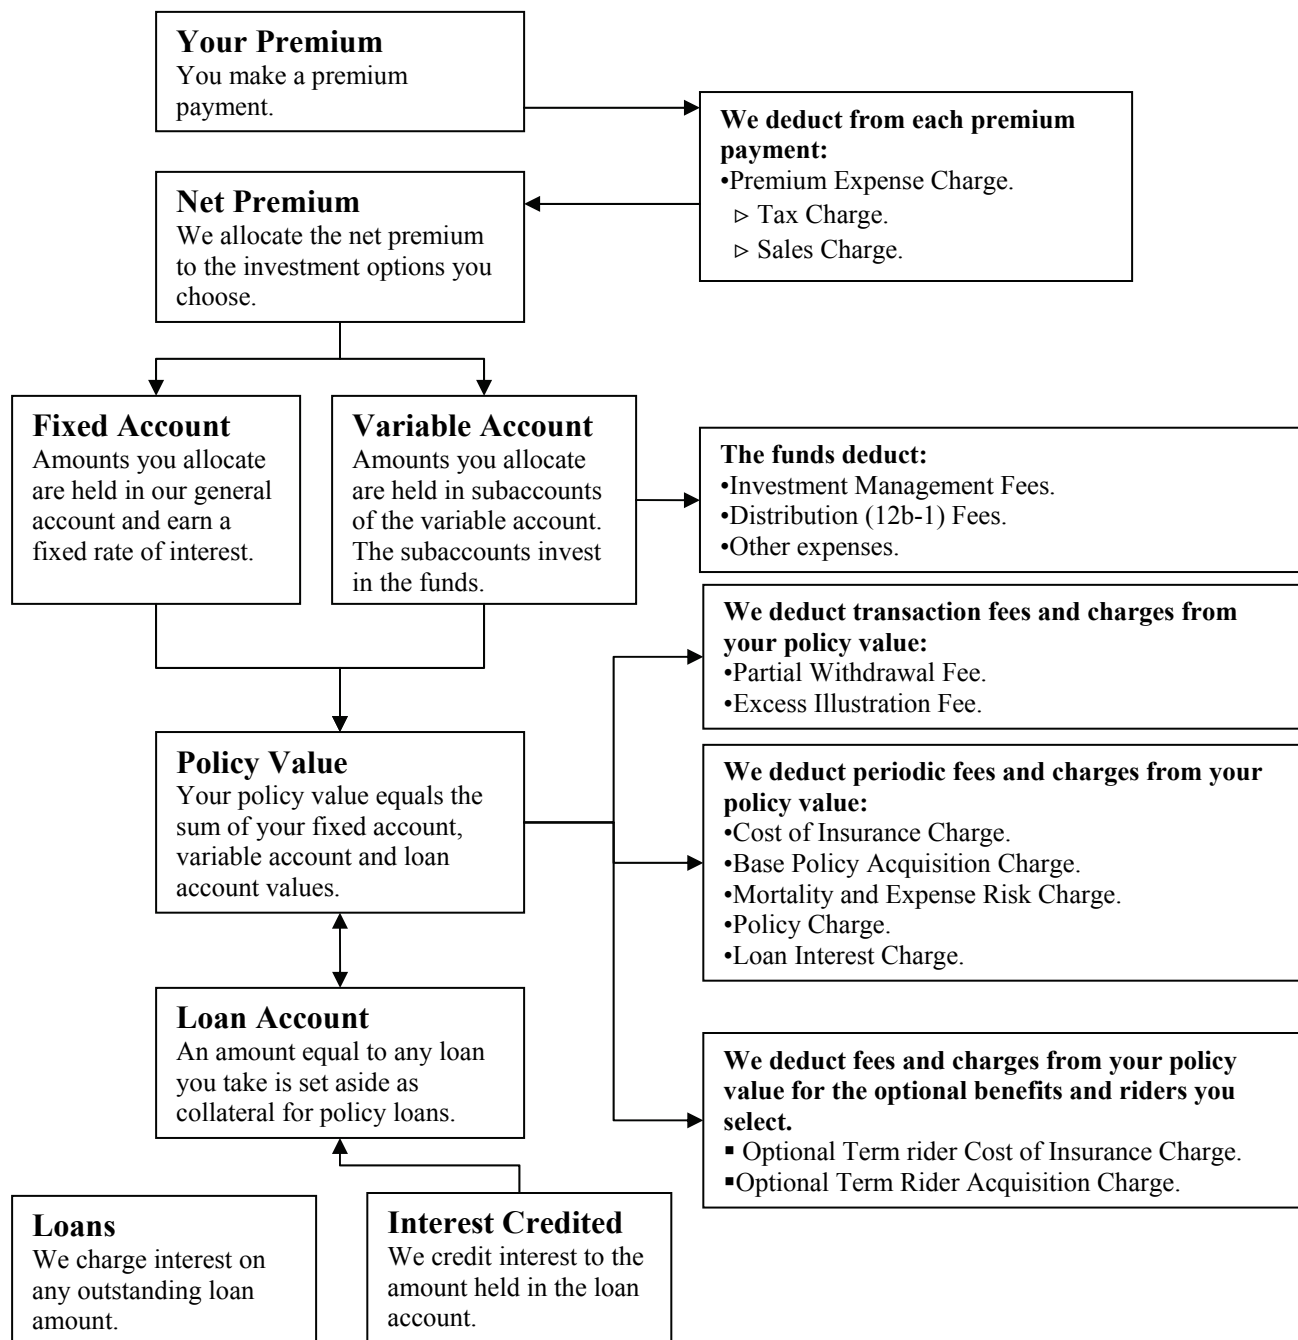 Your Premium
You make a premium
payment.
We deduct from each premium
payment:
•Premium Expense Charge.
▹ Tax Charge.
▹ Sales Charge.
Net Premium
We allocate the net premium
to the investment options you
choose.
Fixed Account
Amounts you allocate
are held in our general
account and earn a
fixed rate of interest.
Variable Account
Amounts you allocate
are held in subaccounts
of the variable account.
The subaccounts invest
in the funds.
The funds deduct:
•Investment Management Fees.
•Distribution (12b-1) Fees.
•Other expenses.
We deduct transaction fees and charges from
your policy value:
•Partial Withdrawal Fee.
•Excess Illustration Fee.
Policy Value
Your policy value equals the
sum of your fixed account,
variable account and loan
account values.
We deduct periodic fees and charges from your
policy value:
•Cost of Insurance Charge.
•Base Policy Acquisition Charge.
•Mortality and Expense Risk Charge.
•Policy Charge.
•Loan Interest Charge.
Loan Account
An amount equal to any loan
you take is set aside as
collateral for policy loans.
We deduct fees and charges from your policy
value for the optional benefits and riders you
select.
▪ Optional Term rider Cost of Insurance Charge.
▪Optional Term Rider Acquisition Charge.
Loans
We charge interest on
any outstanding loan
amount.
Interest Credited
We credit interest to the
amount held in the loan
account.